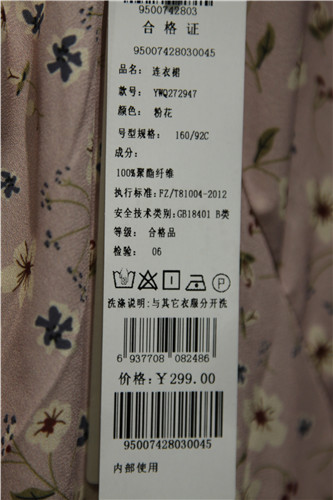 9500742803
合格证
95007428030045
品名: 连衣裙
款号: YWQ272947
颜色: 粉花
号型规格: 160/92C
成分:
100%聚酯纤维
执行标准: FZ/T81004-2012
安全技术类别: GB18401 B类
等级: 合格品
检验: 06
P
洗涤说明: 与其它衣服分开洗
6 937708 082486
价格: ¥299.00
95007428030045
内部使用